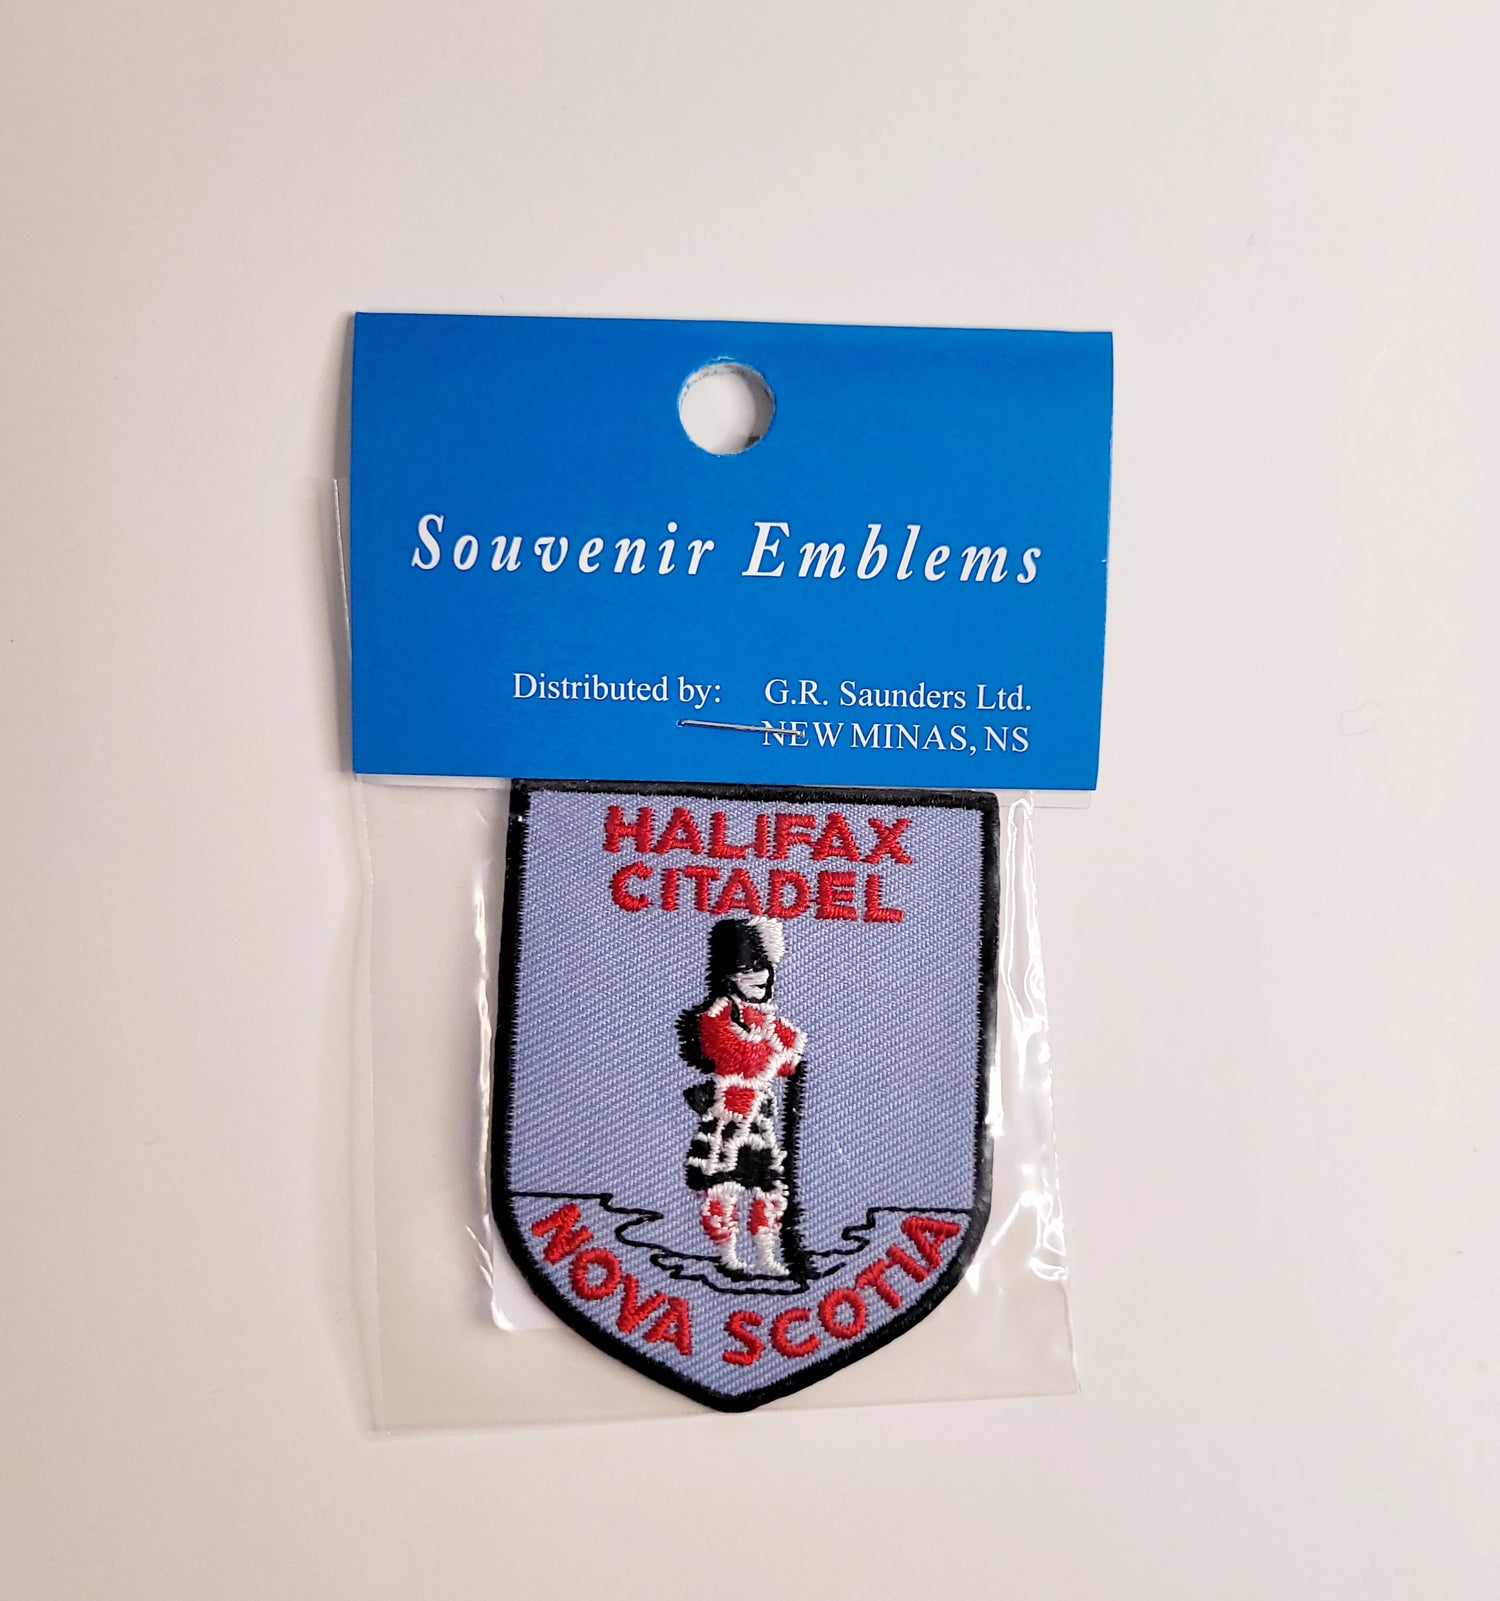 Souvenir Emblems
Distributed by: G.R. Saunders Ltd.
NEW MINAS, NS
HALIFAX
CITADEL
NOVA SCOTIA